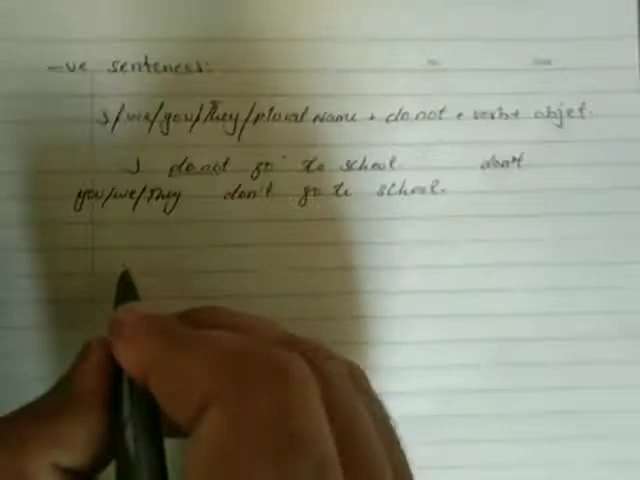 -ve sentences:
I/we/you/They/plural name + do not + verb + objet.
I do not go to school don't
you/we/They don't go to school.